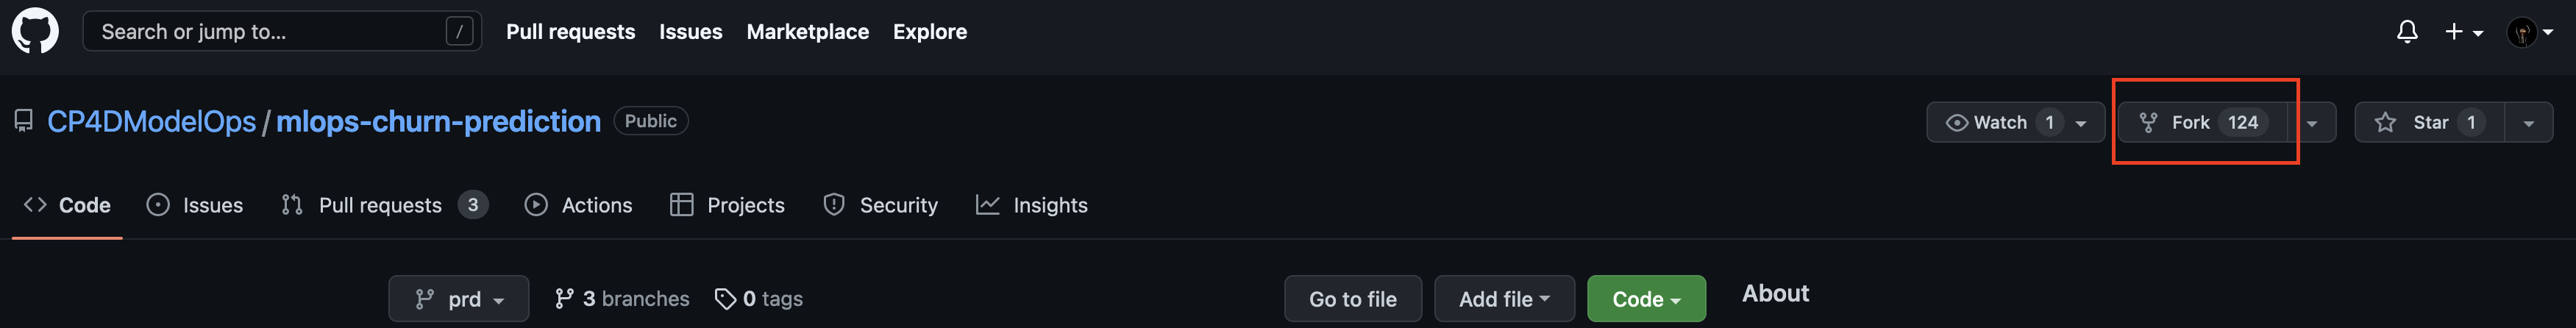 Search or jump to... / Pull requests Issues Marketplace Explore
CP4DModelOps / mlops-churn-prediction Public Watch 1 Fork 124 Star 1
Code Issues Pull requests 3 Actions Projects Security Insights
prd 3 branches 0 tags Go to file Add file Code About